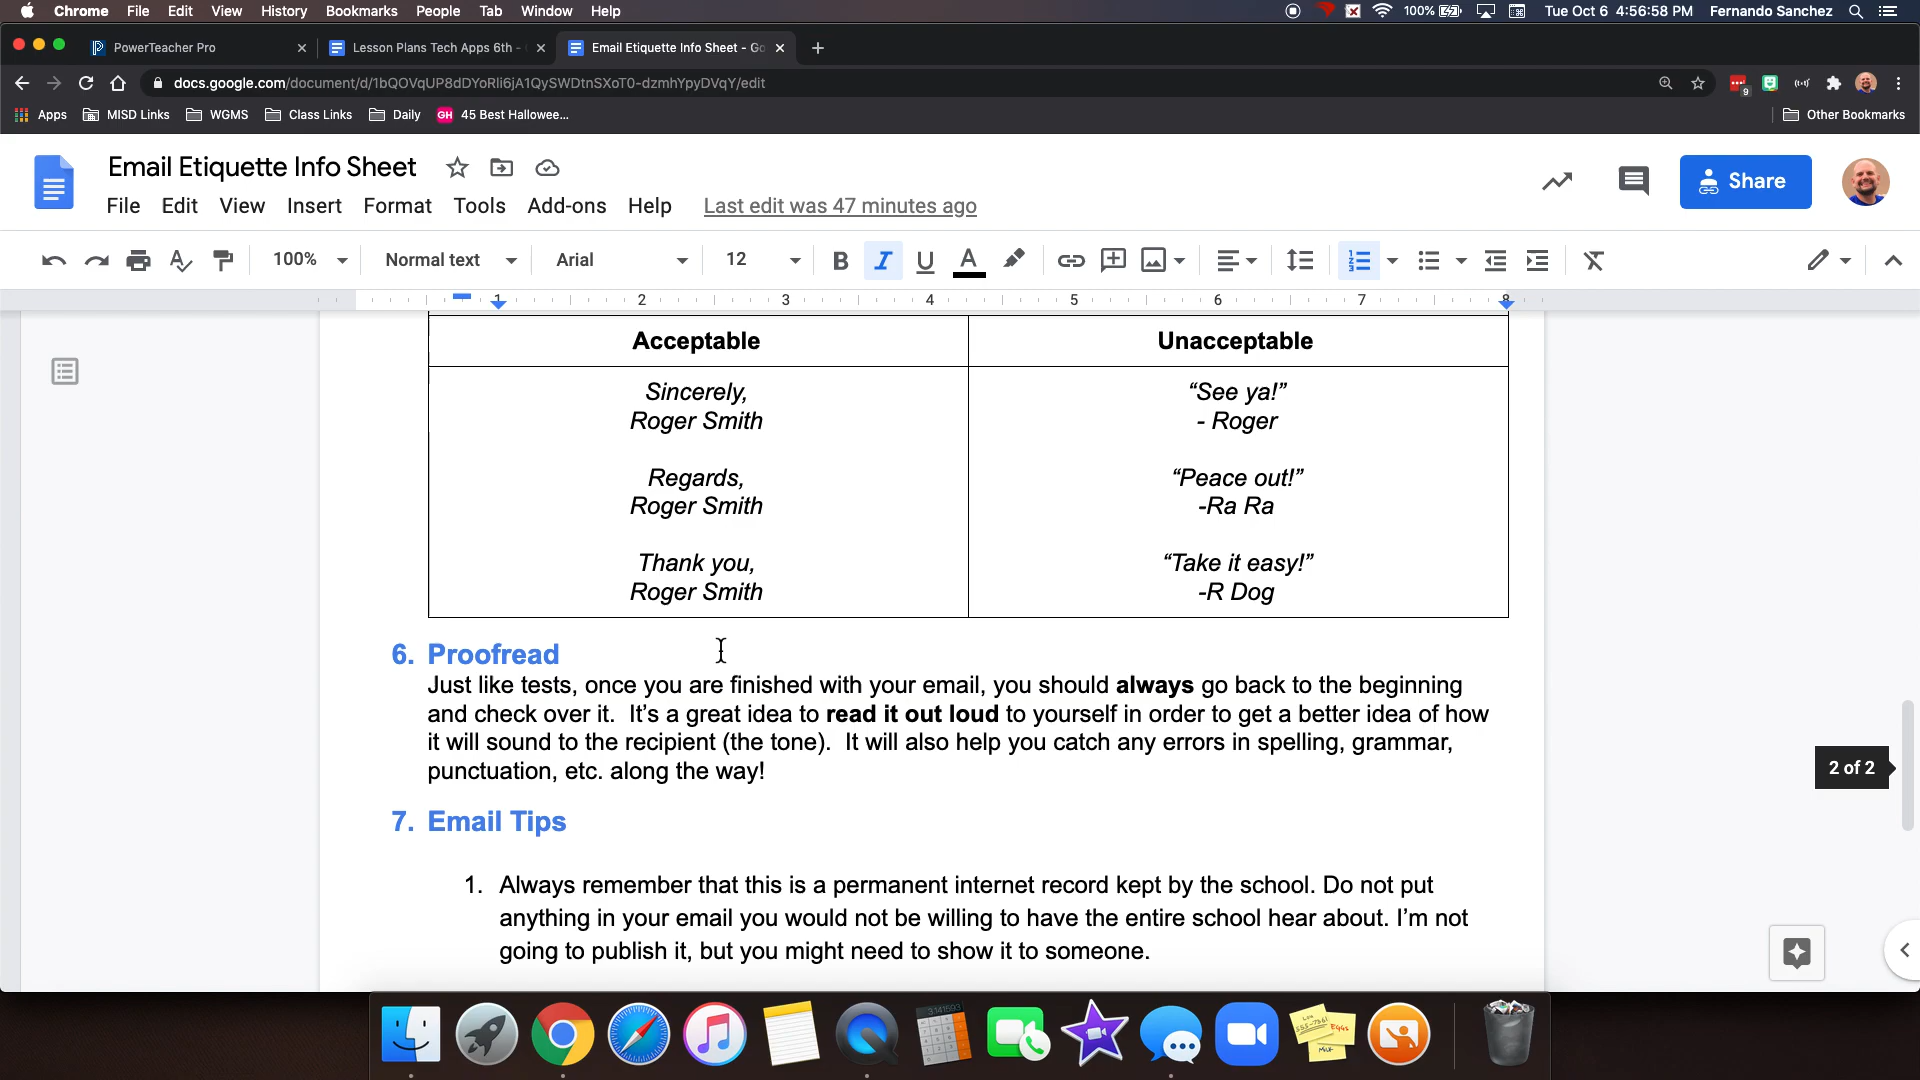 Chrome File Edit View History Bookmarks People Tab Window Help 100% Tue Oct 6 4:56:58 PM Fernando Sanchez
PowerTeacher Pro Lesson Plans Tech Apps 6th - Email Etiquette Info Sheet - Go
docs.google.com/document/d/1bQOVqUP8dDYoRli6jA1QySWDtnSXoT0-dzmhYpyDVqY/edit 9
Apps MISD Links WGMS Class Links Daily GH 45 Best Hallowee... Other Bookmarks
Email Etiquette Info Sheet
Share
File Edit View Insert Format Tools Add-ons Help Last edit was 47 minutes ago
100% Normal text Arial 12 B I U A
1 2 3 4 5 6 7 8
Acceptable Unacceptable
Sincerely, “See ya!”
Roger Smith - Roger
Regards, “Peace out!”
Roger Smith -Ra Ra
Thank you, “Take it easy!”
Roger Smith -R Dog
6. Proofread
Just like tests, once you are finished with your email, you should always go back to the beginning
and check over it. It’s a great idea to read it out loud to yourself in order to get a better idea of how
it will sound to the recipient (the tone). It will also help you catch any errors in spelling, grammar,
punctuation, etc. along the way!
2 of 2
7. Email Tips
1. Always remember that this is a permanent internet record kept by the school. Do not put
anything in your email you would not be willing to have the entire school hear about. I’m not
going to publish it, but you might need to show it to someone.